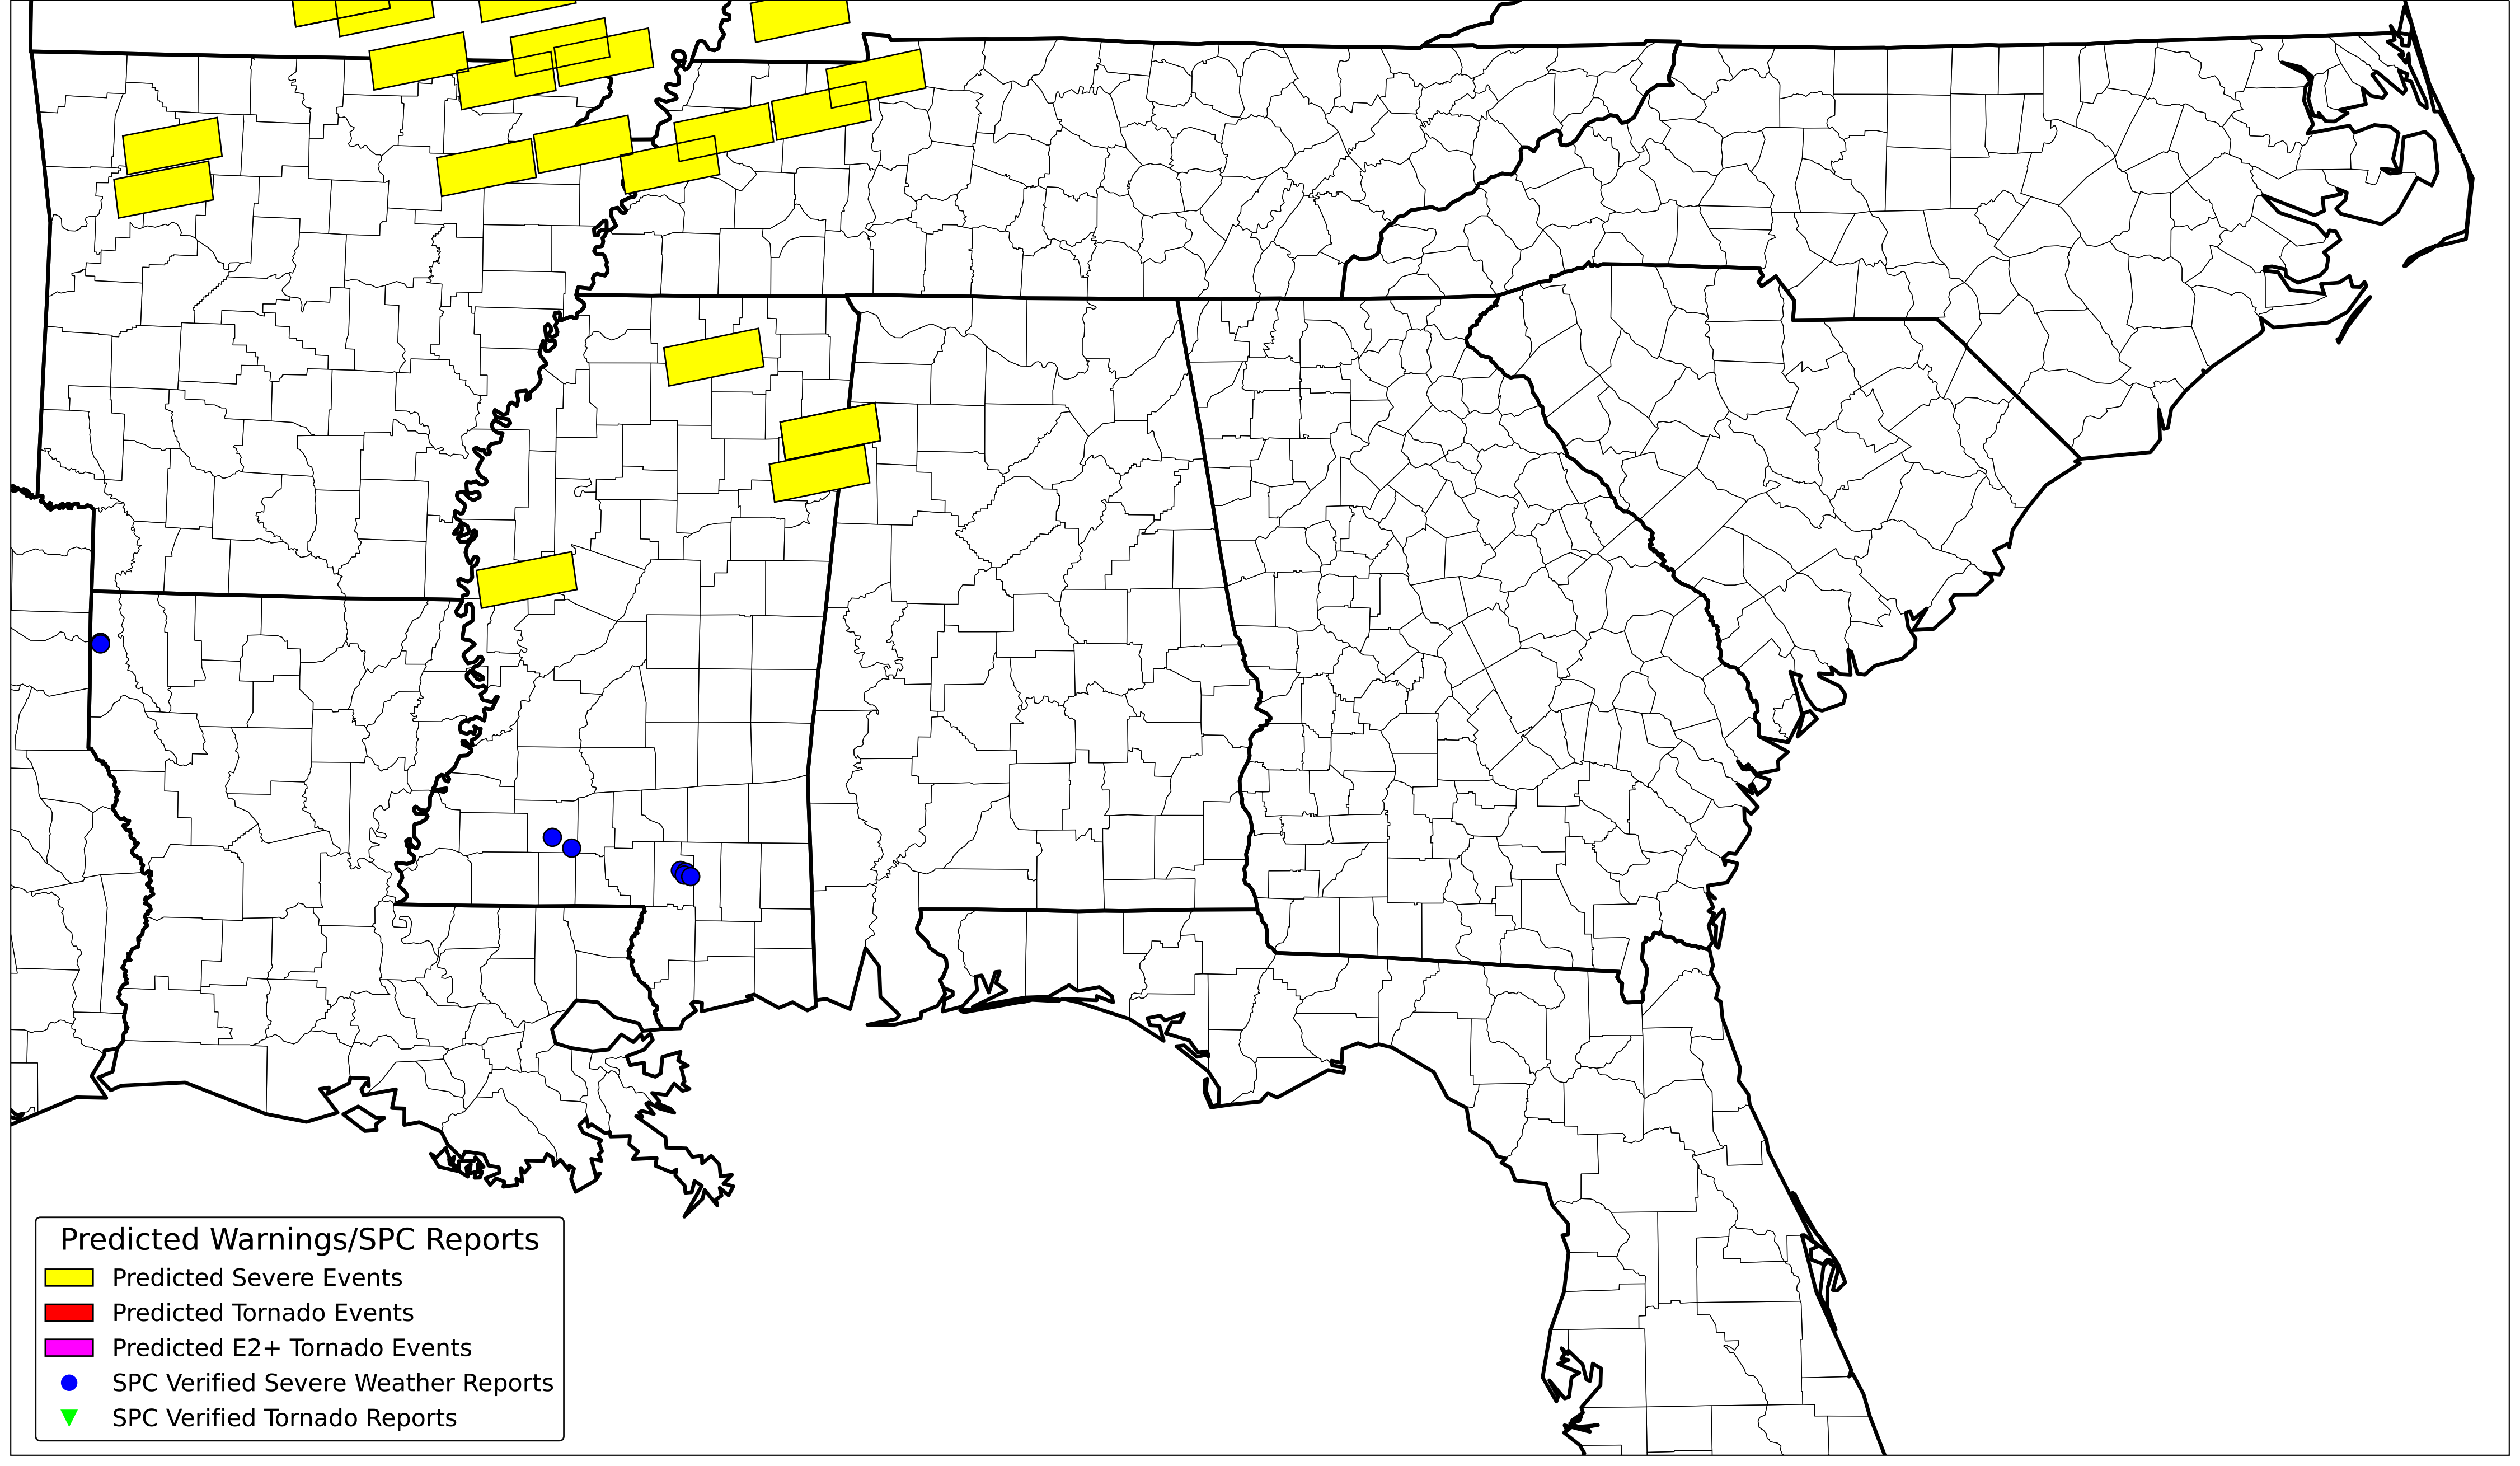 Predicted Warnings/SPC Reports
Predicted Severe Events
Predicted Tornado Events
Predicted E2+ Tornado Events
SPC Verified Severe Weather Reports
SPC Verified Tornado Reports